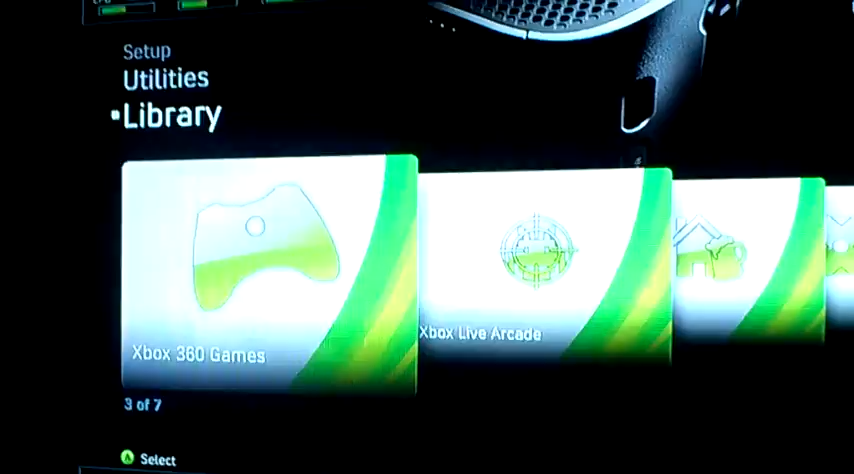 Setup
Utilities
Library
Xbox 360 Games
Xbox Live Arcade
3 of 7
A Select